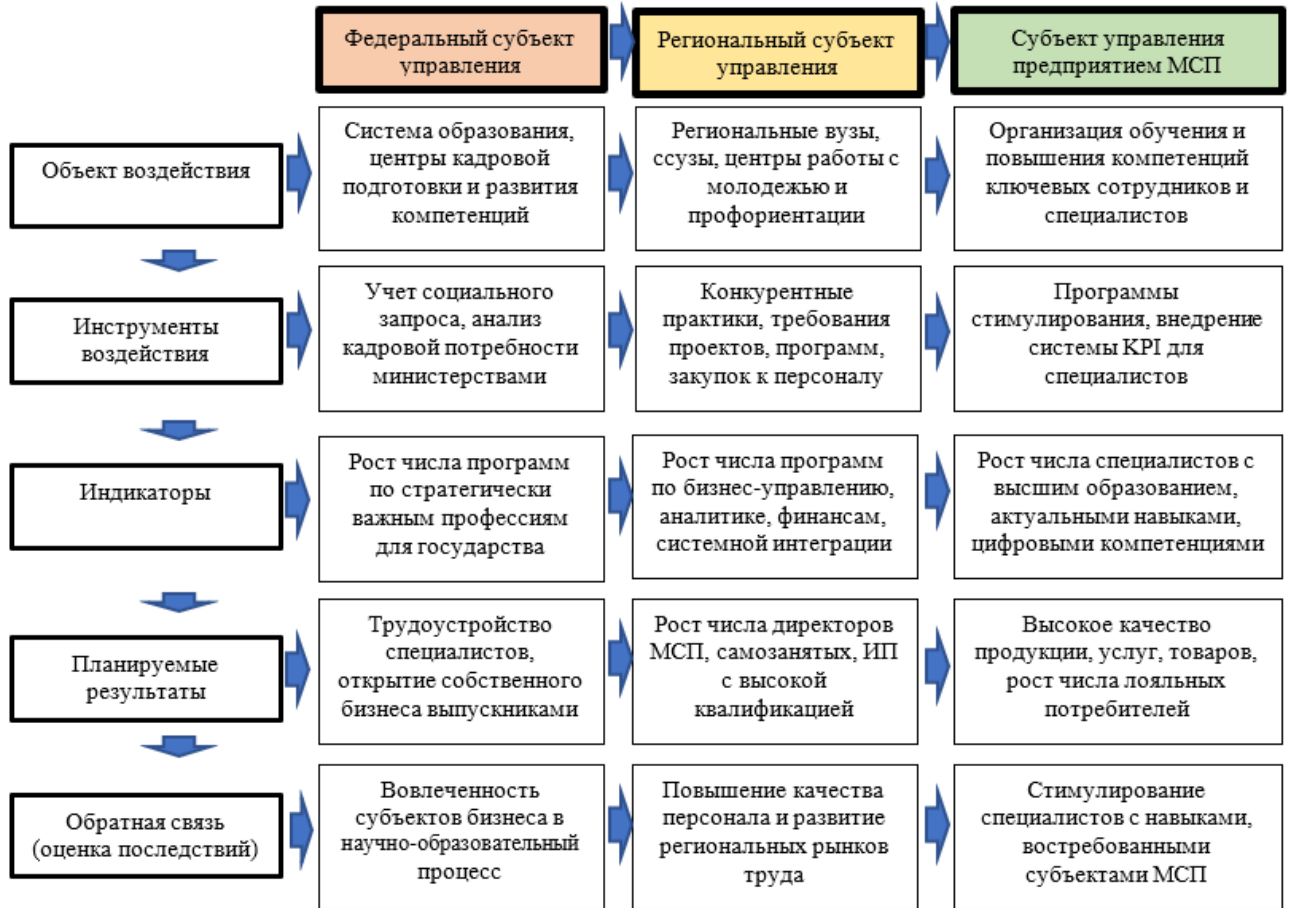 Федеральный субъект
управления
Региональный субъект
управления
Субъект управления
предприятием МСП
Объект воздействия
Система образования,
центры кадровой
подготовки и развития
компетенций
Региональные вузы,
ссузы, центры работы с
молодежью и
профориентации
Организация обучения и
повышения компетенций
ключевых сотрудников и
специалистов
Инструменты
воздействия
Учет социального
запроса, анализ
кадровой потребности
министерствами
Конкурентные
практики, требования
проектов, программ,
закупок к персоналу
Программы
стимулирования, внедрение
системы KPI для
специалистов
Индикаторы
Рост числа программ
по стратегически
важным профессиям
для государства
Рост числа программ
по бизнес-управлению,
аналитике, финансам,
системной интеграции
Рост числа специалистов с
высшим образованием,
актуальными навыками,
цифровыми компетенциями
Планируемые
результаты
Трудоустройство
специалистов,
открытие собственного
бизнеса выпускниками
Рост числа директоров
МСП, самозанятых, ИП
с высокой
квалификацией
Высокое качество
продукции, услуг, товаров,
рост числа лояльных
потребителей
Обратная связь
(оценка последствий)
Вовлеченность
субъектов бизнеса в
научно-образовательный
процесс
Повышение качества
персонала и развитие
региональных рынков
труда
Стимулирование
специалистов с навыками,
востребованными
субъектами МСП